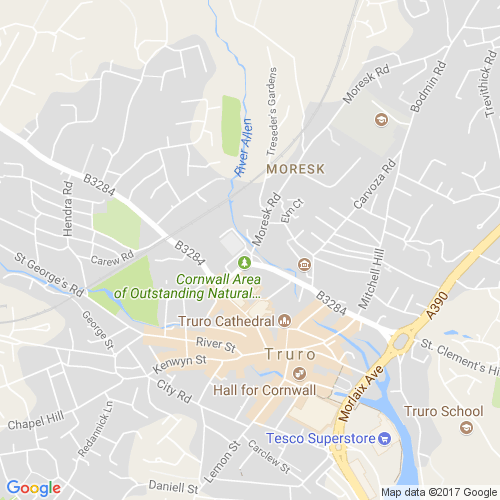 Moresk Rd
Bodmin Rd
Trevithick Rd
Treseder's Gardens
River Allen
MORESK
Carvoza Rd
B3284
Hendra Rd
Moresk Rd
Elvn Ct
Mitchell Hill
B3284
Carew Rd
St George's Rd
Cornwall Area
of Outstanding Natural...
B3284
A390
George St
Truro Cathedral
River St
Truro
St. Clement's Hi
Kenwyn St
City Rd
Hall for Cornwall
Morlaix Ave
Redannick Ln
Chapel Hill
Truro School
Tesco Superstore
Lemon St
Carclew St
Daniell St
Google
Map data ©2017 Google